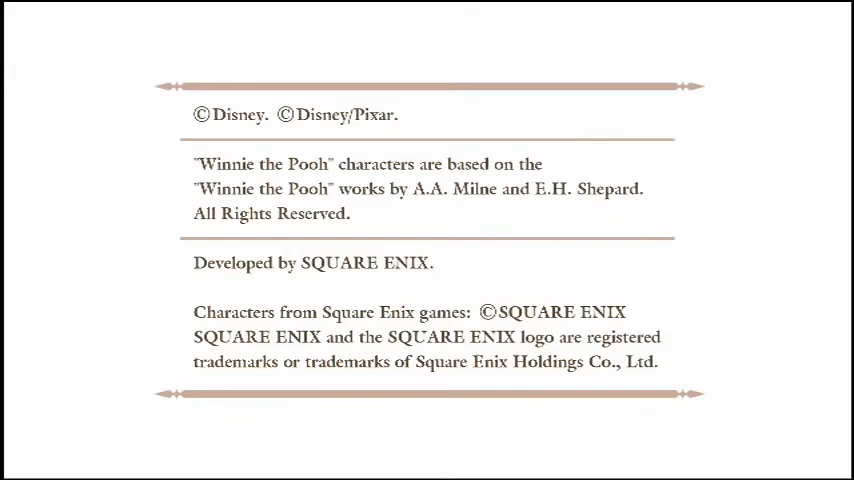 ©Disney. ©Disney/Pixar.
"Winnie the Pooh" characters are based on the
"Winnie the Pooh" works by A.A. Milne and E.H. Shepard.
All Rights Reserved.
Developed by SQUARE ENIX.
Characters from Square Enix games: ©SQUARE ENIX
SQUARE ENIX and the SQUARE ENIX logo are registered
trademarks or trademarks of Square Enix Holdings Co., Ltd.